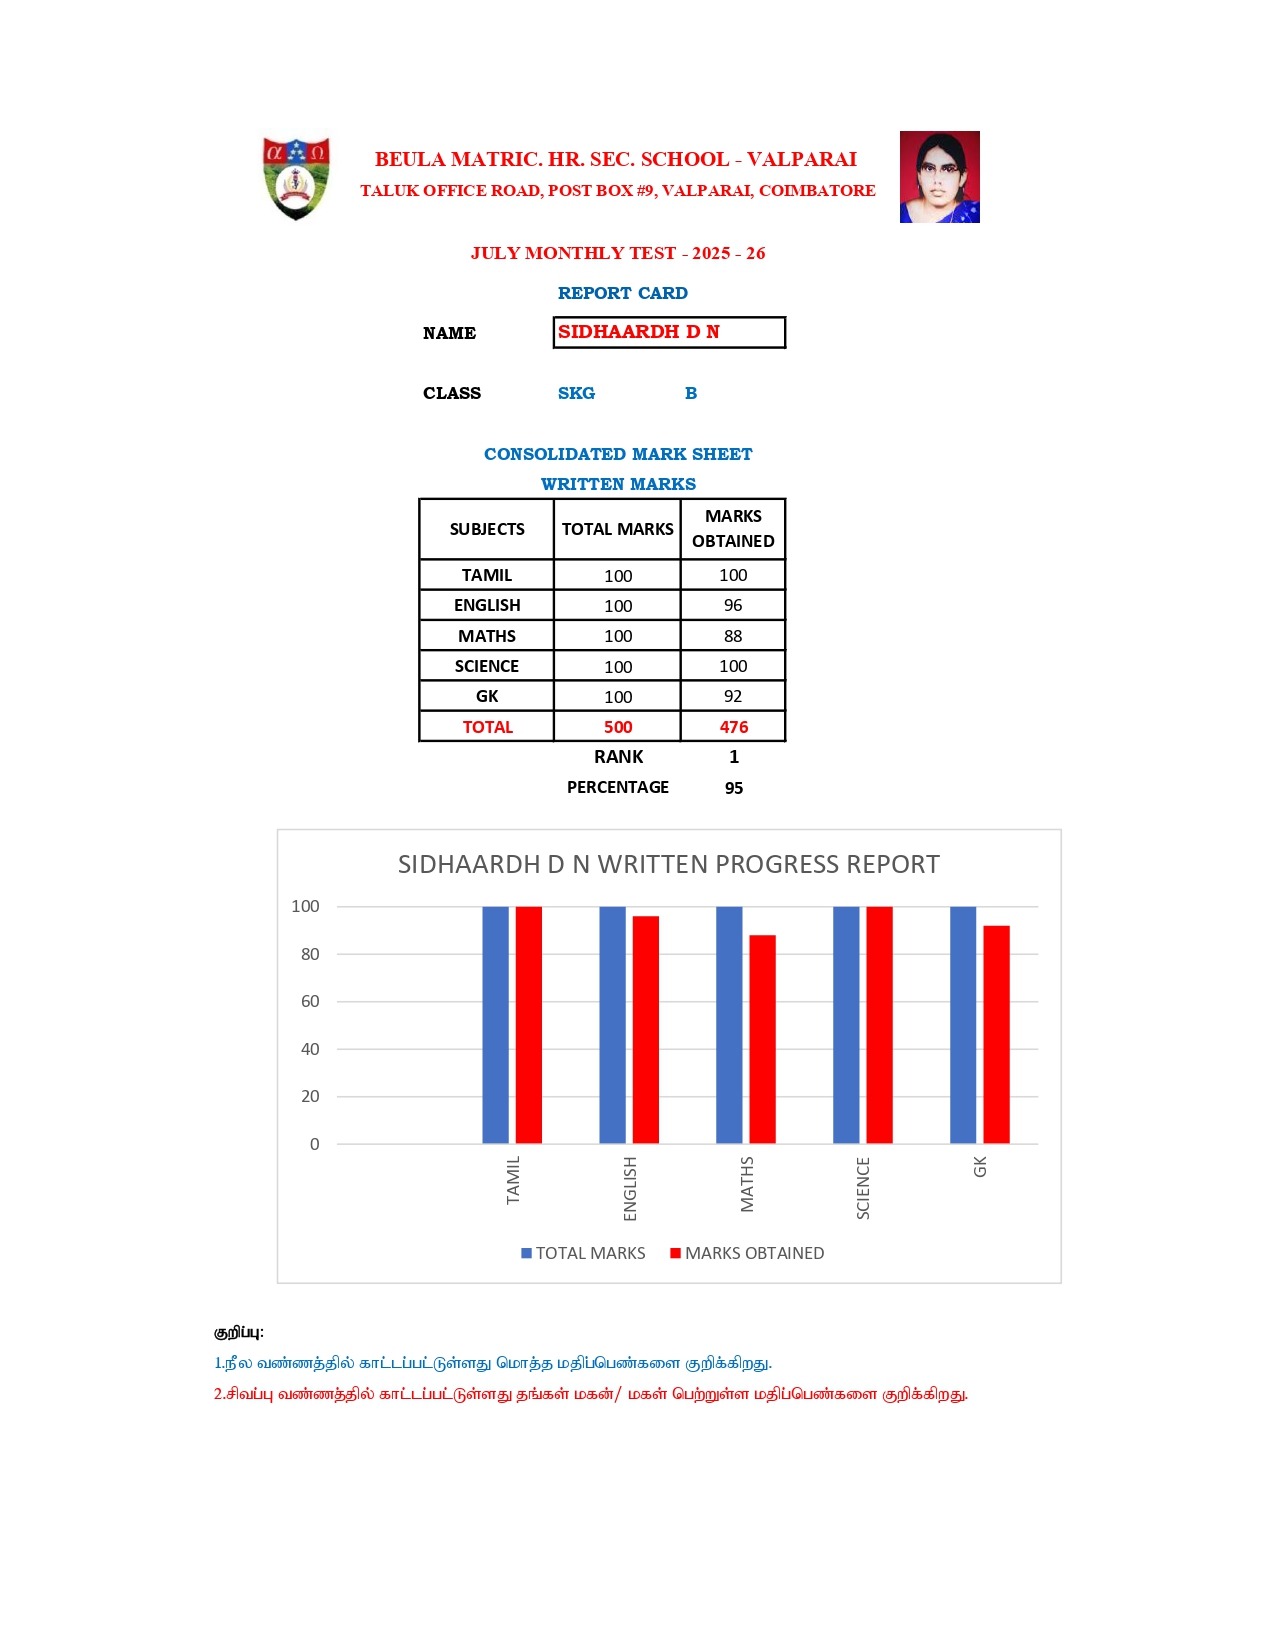 α Ω
BEULA MATRIC. HR. SEC. SCHOOL - VALPARAI
TALUK OFFICE ROAD, POST BOX #9, VALPARAI, COIMBATORE
JULY MONTHLY TEST - 2025 - 26
REPORT CARD
NAME SIDHAARDH D N
CLASS SKG B
CONSOLIDATED MARK SHEET
WRITTEN MARKS
SUBJECTS TOTAL MARKS MARKS OBTAINED
TAMIL 100 100
ENGLISH 100 96
MATHS 100 88
SCIENCE 100 100
GK 100 92
TOTAL 500 476
RANK 1
PERCENTAGE 95
SIDHAARDH D N WRITTEN PROGRESS REPORT
100
80
60
40
20
0
TAMIL ENGLISH MATHS SCIENCE GK
TOTAL MARKS MARKS OBTAINED
குறிப்பு:
1.நீல வண்ணத்தில் காட்டப்பட்டுள்ளது மொத்த மதிப்பெண்களை குறிக்கிறது.
2.சிவப்பு வண்ணத்தில் காட்டப்பட்டுள்ளது தங்கள் மகன்/ மகள் பெற்றுள்ள மதிப்பெண்களை குறிக்கிறது.